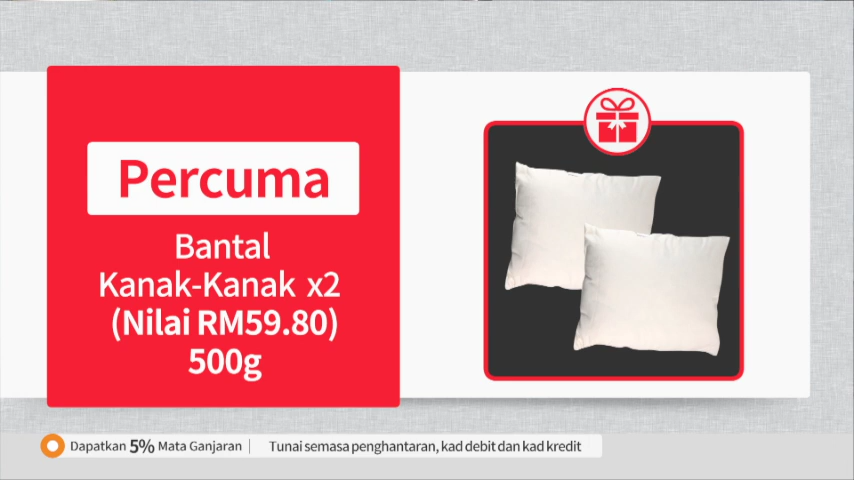 Percuma
Bantal
Kanak-Kanak x2
(Nilai RM59.80)
500g
Dapatkan 5% Mata Ganjaran | Tunai semasa penghantaran, kad debit dan kad kredit